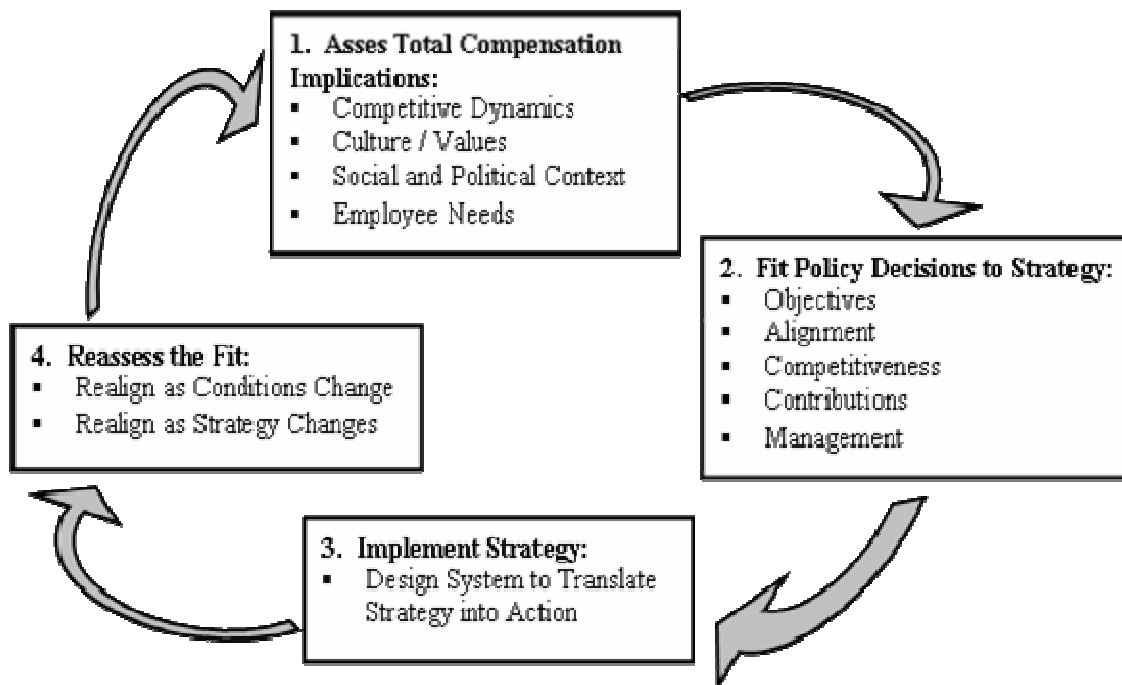 1. Asses Total Compensation
Implications:
▪ Competitive Dynamics
▪ Culture / Values
▪ Social and Political Context
▪ Employee Needs
2. Fit Policy Decisions to Strategy:
▪ Objectives
▪ Alignment
▪ Competitiveness
▪ Contributions
▪ Management
3. Implement Strategy:
▪ Design System to Translate
Strategy into Action
4. Reassess the Fit:
▪ Realign as Conditions Change
▪ Realign as Strategy Changes